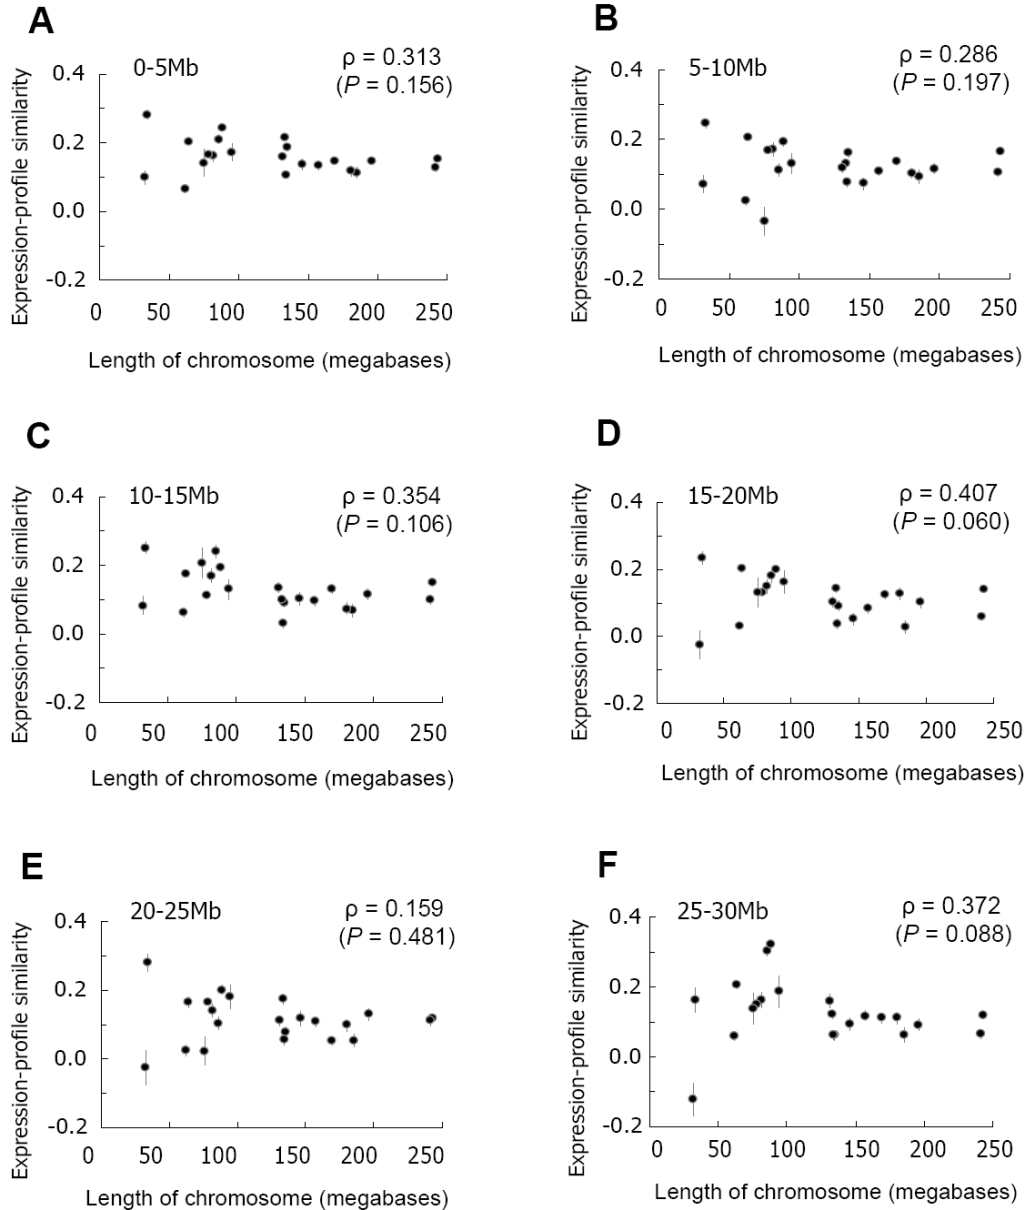 A
0-5Mb
ρ = 0.313
(P = 0.156)
Expression-profile similarity
0.4
0.2
0.0
-0.2
0 50 100 150 200 250
Length of chromosome (megabases)
B
5-10Mb
ρ = 0.286
(P = 0.197)
Expression-profile similarity
0.4
0.2
0.0
-0.2
0 50 100 150 200 250
Length of chromosome (megabases)
C
10-15Mb
ρ = 0.354
(P = 0.106)
Expression-profile similarity
0.4
0.2
0.0
-0.2
0 50 100 150 200 250
Length of chromosome (megabases)
D
15-20Mb
ρ = 0.407
(P = 0.060)
Expression-profile similarity
0.4
0.2
0.0
-0.2
0 50 100 150 200 250
Length of chromosome (megabases)
E
20-25Mb
ρ = 0.159
(P = 0.481)
Expression-profile similarity
0.4
0.2
0.0
-0.2
0 50 100 150 200 250
Length of chromosome (megabases)
F
25-30Mb
ρ = 0.372
(P = 0.088)
Expression-profile similarity
0.4
0.2
0.0
-0.2
0 50 100 150 200 250
Length of chromosome (megabases)